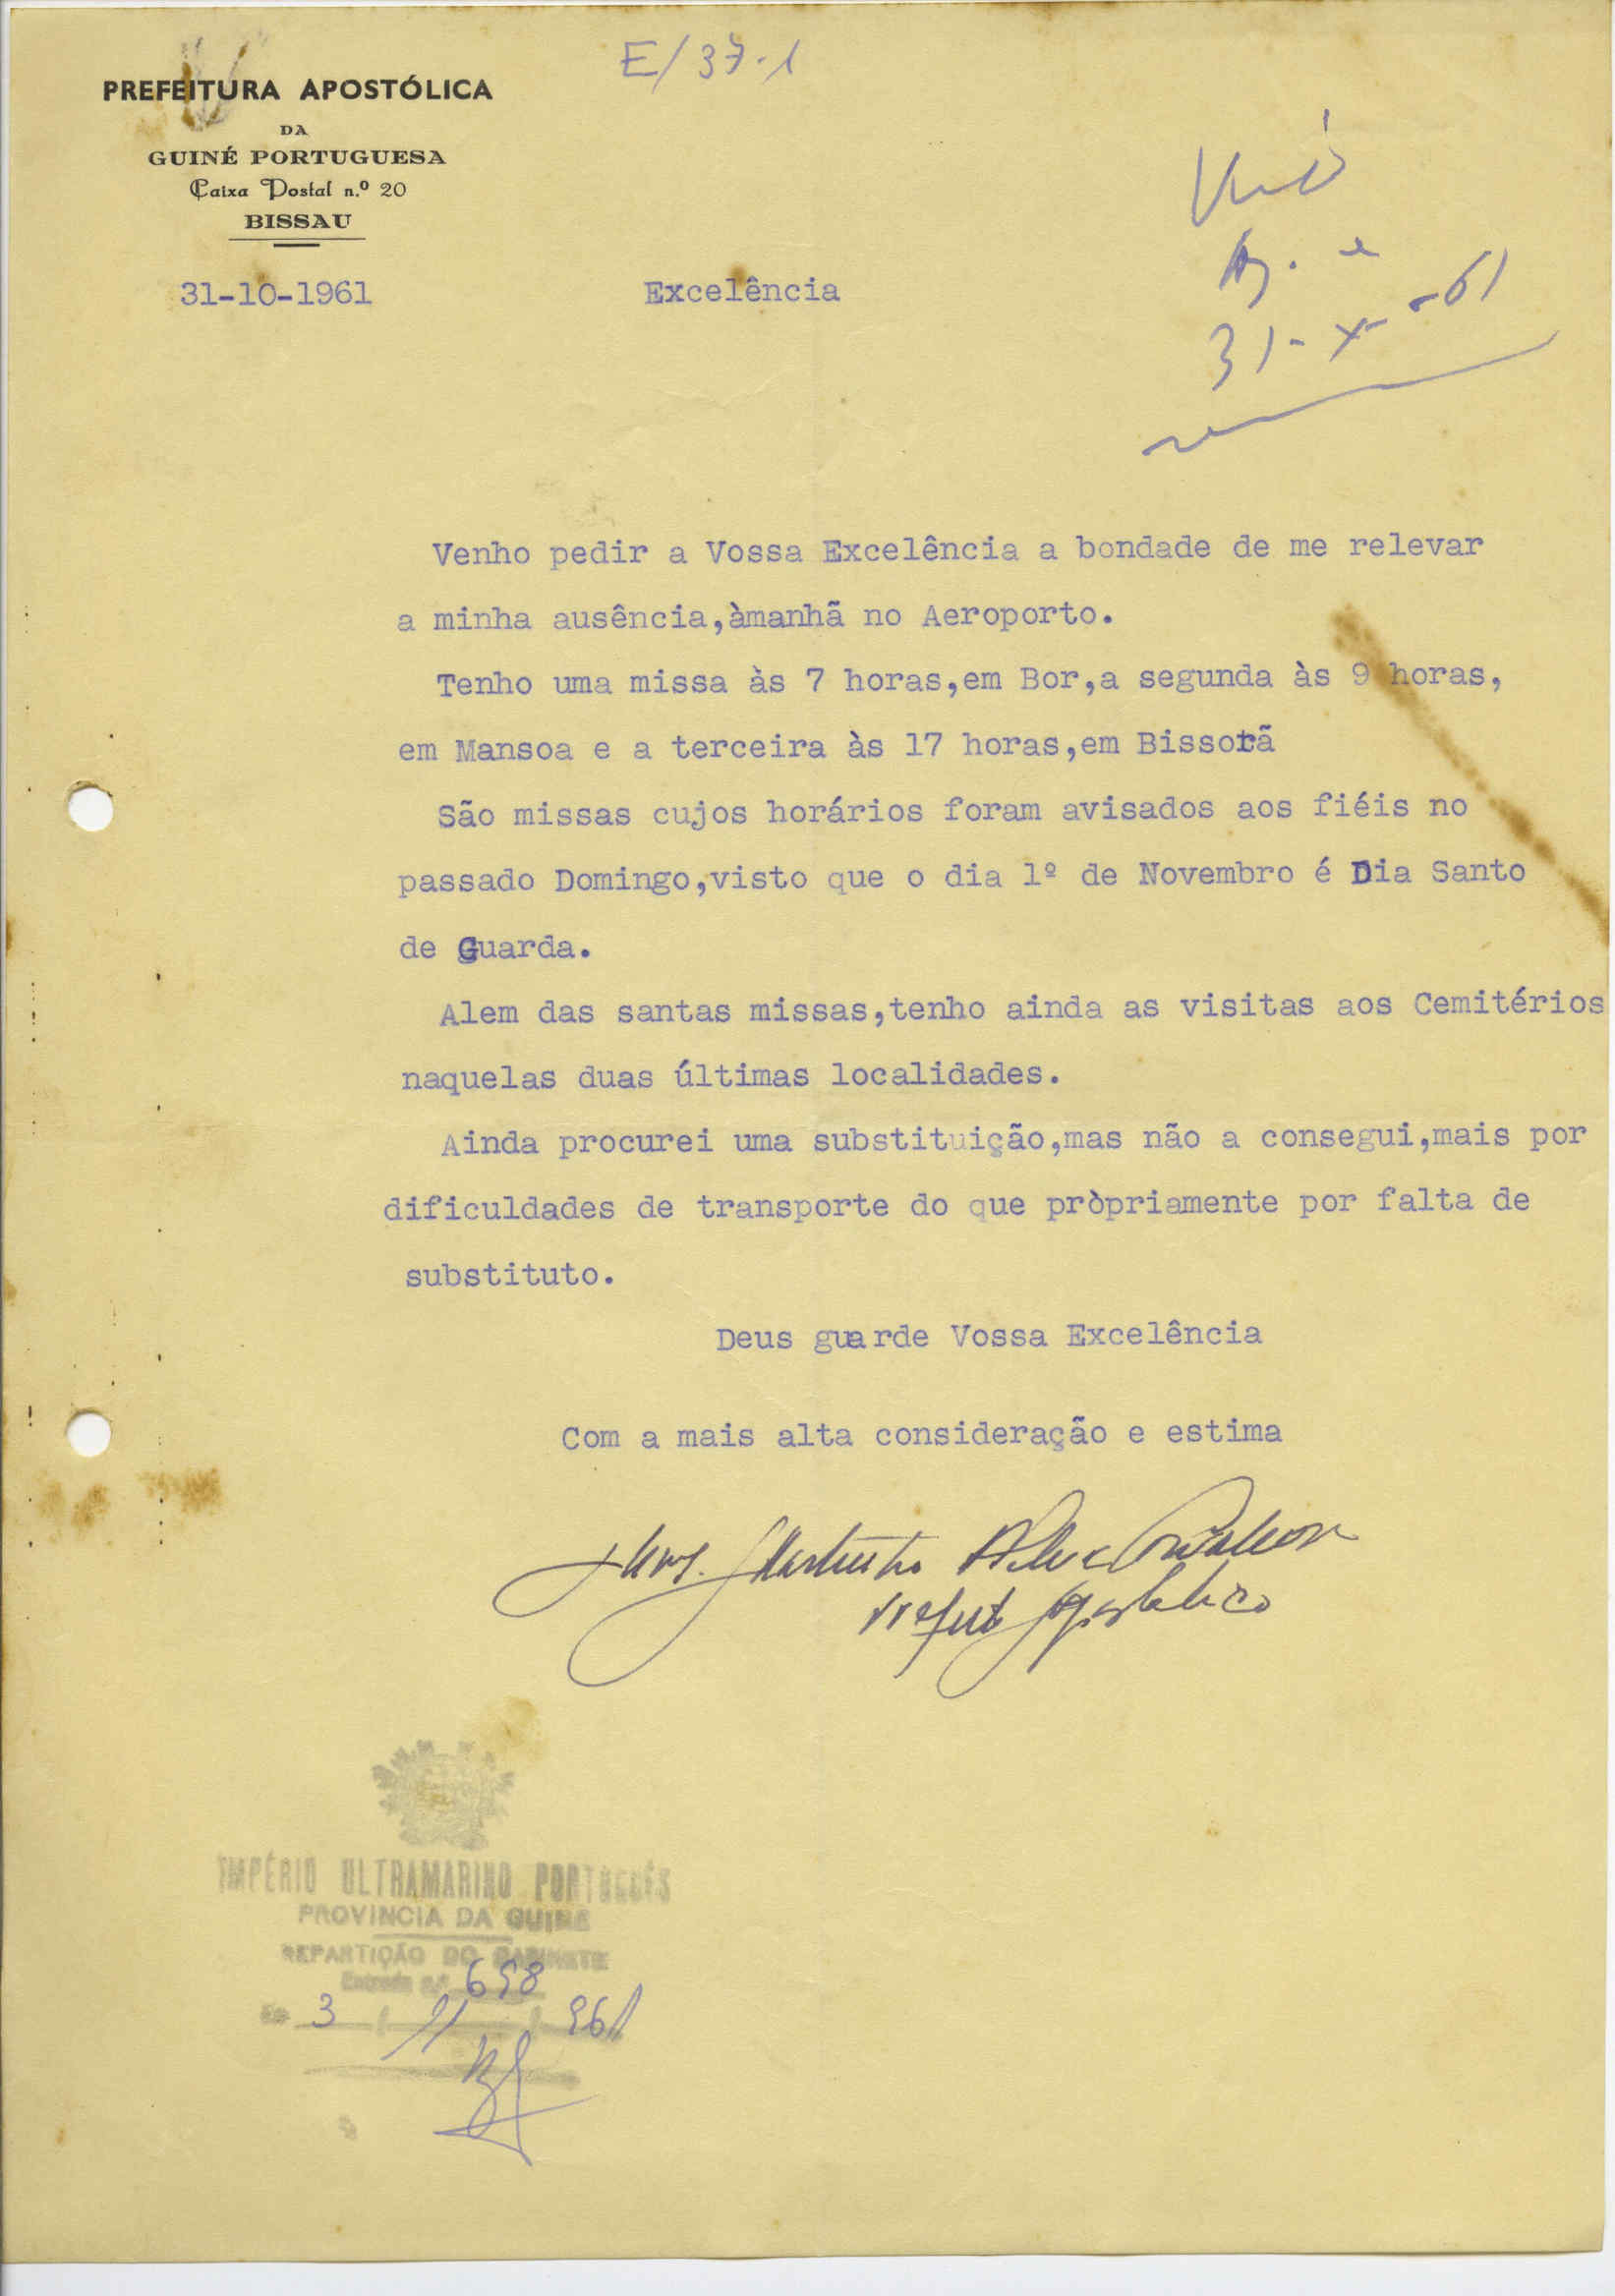 E/37-1
PREFEITURA APOSTÓLICA
DA
GUINÉ PORTUGUESA
Caixa Postal n.º 20
BISSAU
31-10-1961
Excelência
31-X-61
Venho pedir a Vossa Excelência a bondade de me relevar
a minha ausência,àmanhã no Aeroporto.
Tenho uma missa às 7 horas,em Bor,a segunda às 9 horas,
em Mansoa e a terceira às 17 horas,em Bissorã
São missas cujos horários foram avisados aos fiéis no
passado Domingo,visto que o dia 1º de Novembro é Dia Santo
de Guarda.
Alem das santas missas,tenho ainda as visitas aos Cemitérios
naquelas duas últimas localidades.
Ainda procurei uma substituição,mas não a consegui,mais por
dificuldades de transporte do que pròpriamente por falta de
substituto.
Deus guarde Vossa Excelência
Com a mais alta consideração e estima
Mons. Martinho
Prefeito Apostólico
IMPÉRIO ULTRAMARINO PORTUGUÊS
PROVINCIA DA GUINÉ
REPARTIÇÃO DO GABINETE
Entrada n.º 698
Em 3 / 11 / 961